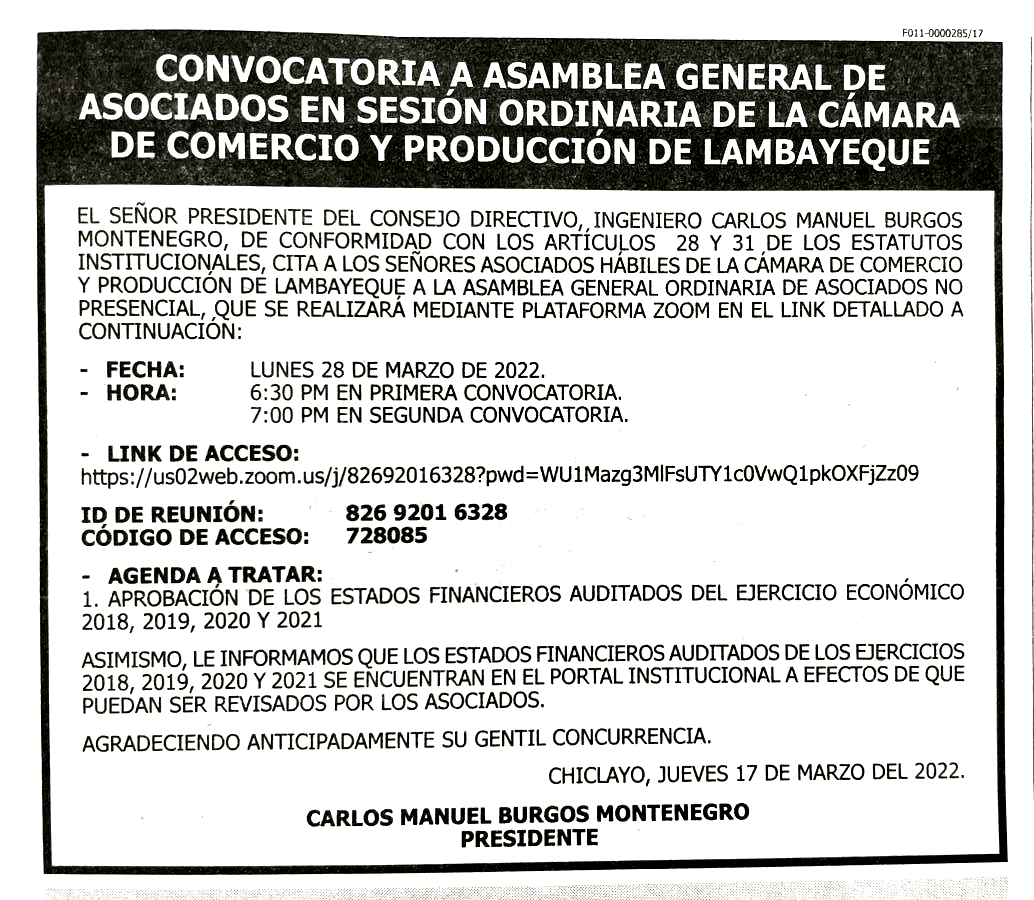 F011-0000285/17
CONVOCATORIA A ASAMBLEA GENERAL DE
ASOCIADOS EN SESIÓN ORDINARIA DE LA CÁMARA
DE COMERCIO Y PRODUCCIÓN DE LAMBAYEQUE
EL SEÑOR PRESIDENTE DEL CONSEJO DIRECTIVO, INGENIERO CARLOS MANUEL BURGOS
MONTENEGRO, DE CONFORMIDAD CON LOS ARTÍCULOS 28 Y 31 DE LOS ESTATUTOS
INSTITUCIONALES, CITA A LOS SEÑORES ASOCIADOS HÁBILES DE LA CÁMARA DE COMERCIO
Y PRODUCCIÓN DE LAMBAYEQUE A LA ASAMBLEA GENERAL ORDINARIA DE ASOCIADOS NO
PRESENCIAL, QUE SE REALIZARÁ MEDIANTE PLATAFORMA ZOOM EN EL LINK DETALLADO A
CONTINUACIÓN:
- FECHA: LUNES 28 DE MARZO DE 2022.
- HORA: 6:30 PM EN PRIMERA CONVOCATORIA.
7:00 PM EN SEGUNDA CONVOCATORIA.
- LINK DE ACCESO:
https://us02web.zoom.us/j/82692016328?pwd=WU1Mazg3MlFsUTY1c0VwQ1pkOXFjZz09
ID DE REUNIÓN: 826 9201 6328
CÓDIGO DE ACCESO: 728085
- AGENDA A TRATAR:
1. APROBACIÓN DE LOS ESTADOS FINANCIEROS AUDITADOS DEL EJERCICIO ECONÓMICO
2018, 2019, 2020 Y 2021
ASIMISMO, LE INFORMAMOS QUE LOS ESTADOS FINANCIEROS AUDITADOS DE LOS EJERCICIOS
2018, 2019, 2020 Y 2021 SE ENCUENTRAN EN EL PORTAL INSTITUCIONAL A EFECTOS DE QUE
PUEDAN SER REVISADOS POR LOS ASOCIADOS.
AGRADECIENDO ANTICIPADAMENTE SU GENTIL CONCURRENCIA.
CHICLAYO, JUEVES 17 DE MARZO DEL 2022.
CARLOS MANUEL BURGOS MONTENEGRO
PRESIDENTE